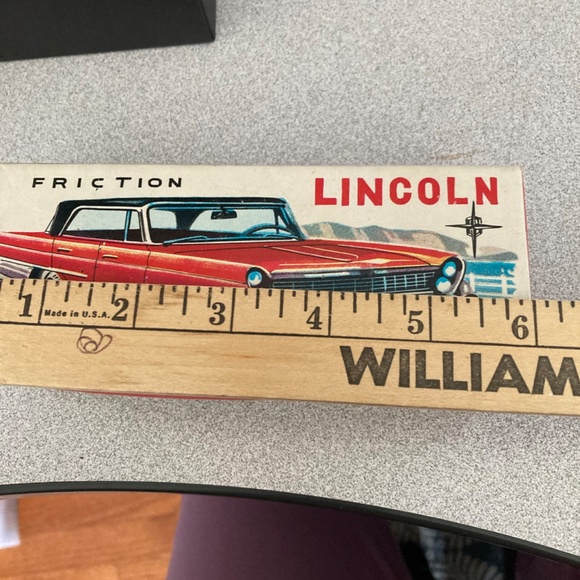 FRICTION
LINCOLN
1 2 3 4 5 6
Made in U.S.A.
WILLIAM